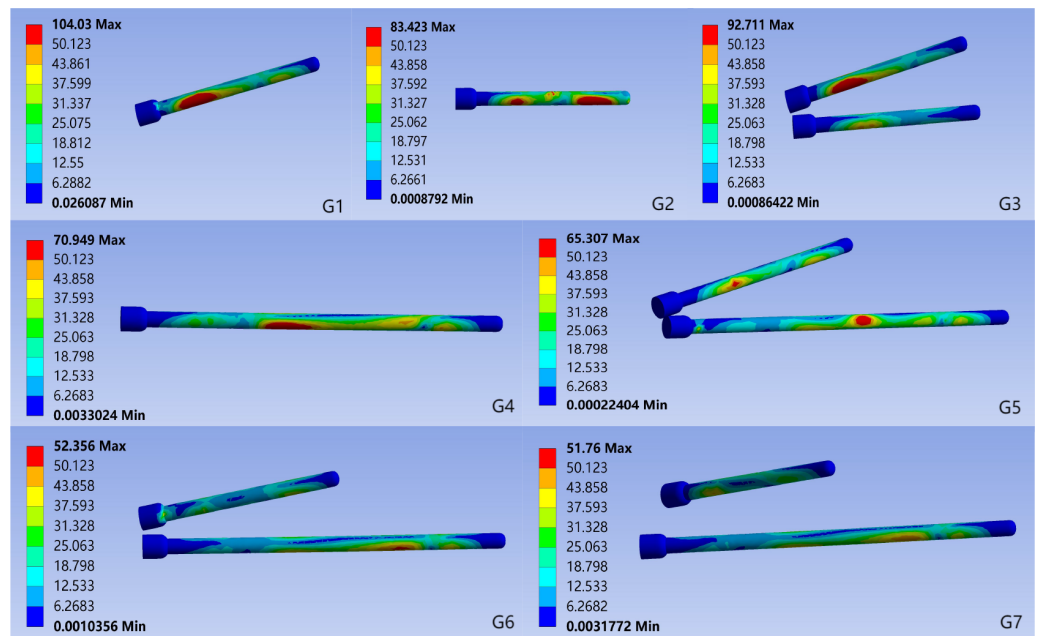 104.03 Max
50.123
43.861
37.599
31.337
25.075
18.812
12.55
6.2882
0.026087 Min
G1
83.423 Max
50.123
43.858
37.592
31.327
25.062
18.797
12.531
6.2661
0.0008792 Min
G2
92.711 Max
50.123
43.858
37.593
31.328
25.063
18.798
12.533
6.2683
0.00086422 Min
G3
70.949 Max
50.123
43.858
37.593
31.328
25.063
18.798
12.533
6.2683
0.0033024 Min
G4
65.307 Max
50.123
43.858
37.593
31.328
25.063
18.798
12.533
6.2683
0.00022404 Min
G5
52.356 Max
50.123
43.858
37.593
31.328
25.063
18.798
12.533
6.2683
0.0010356 Min
G6
51.76 Max
50.123
43.858
37.593
31.328
25.063
18.798
12.533
6.2682
0.0031772 Min
G7